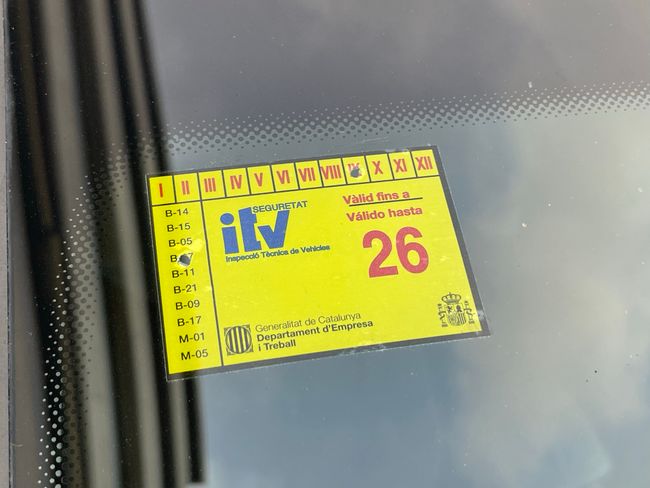 I II III IV V VI VII VIII X XI XII
B-14
B-15
B-05
B-11
B-21
B-09
B-17
M-01
M-05
SEGURETAT
itv
Inspecció Tècnica de Vehicles
Vàlid fins a
Válido hasta
26
Generalitat de Catalunya
Departament d'Empresa
i Treball